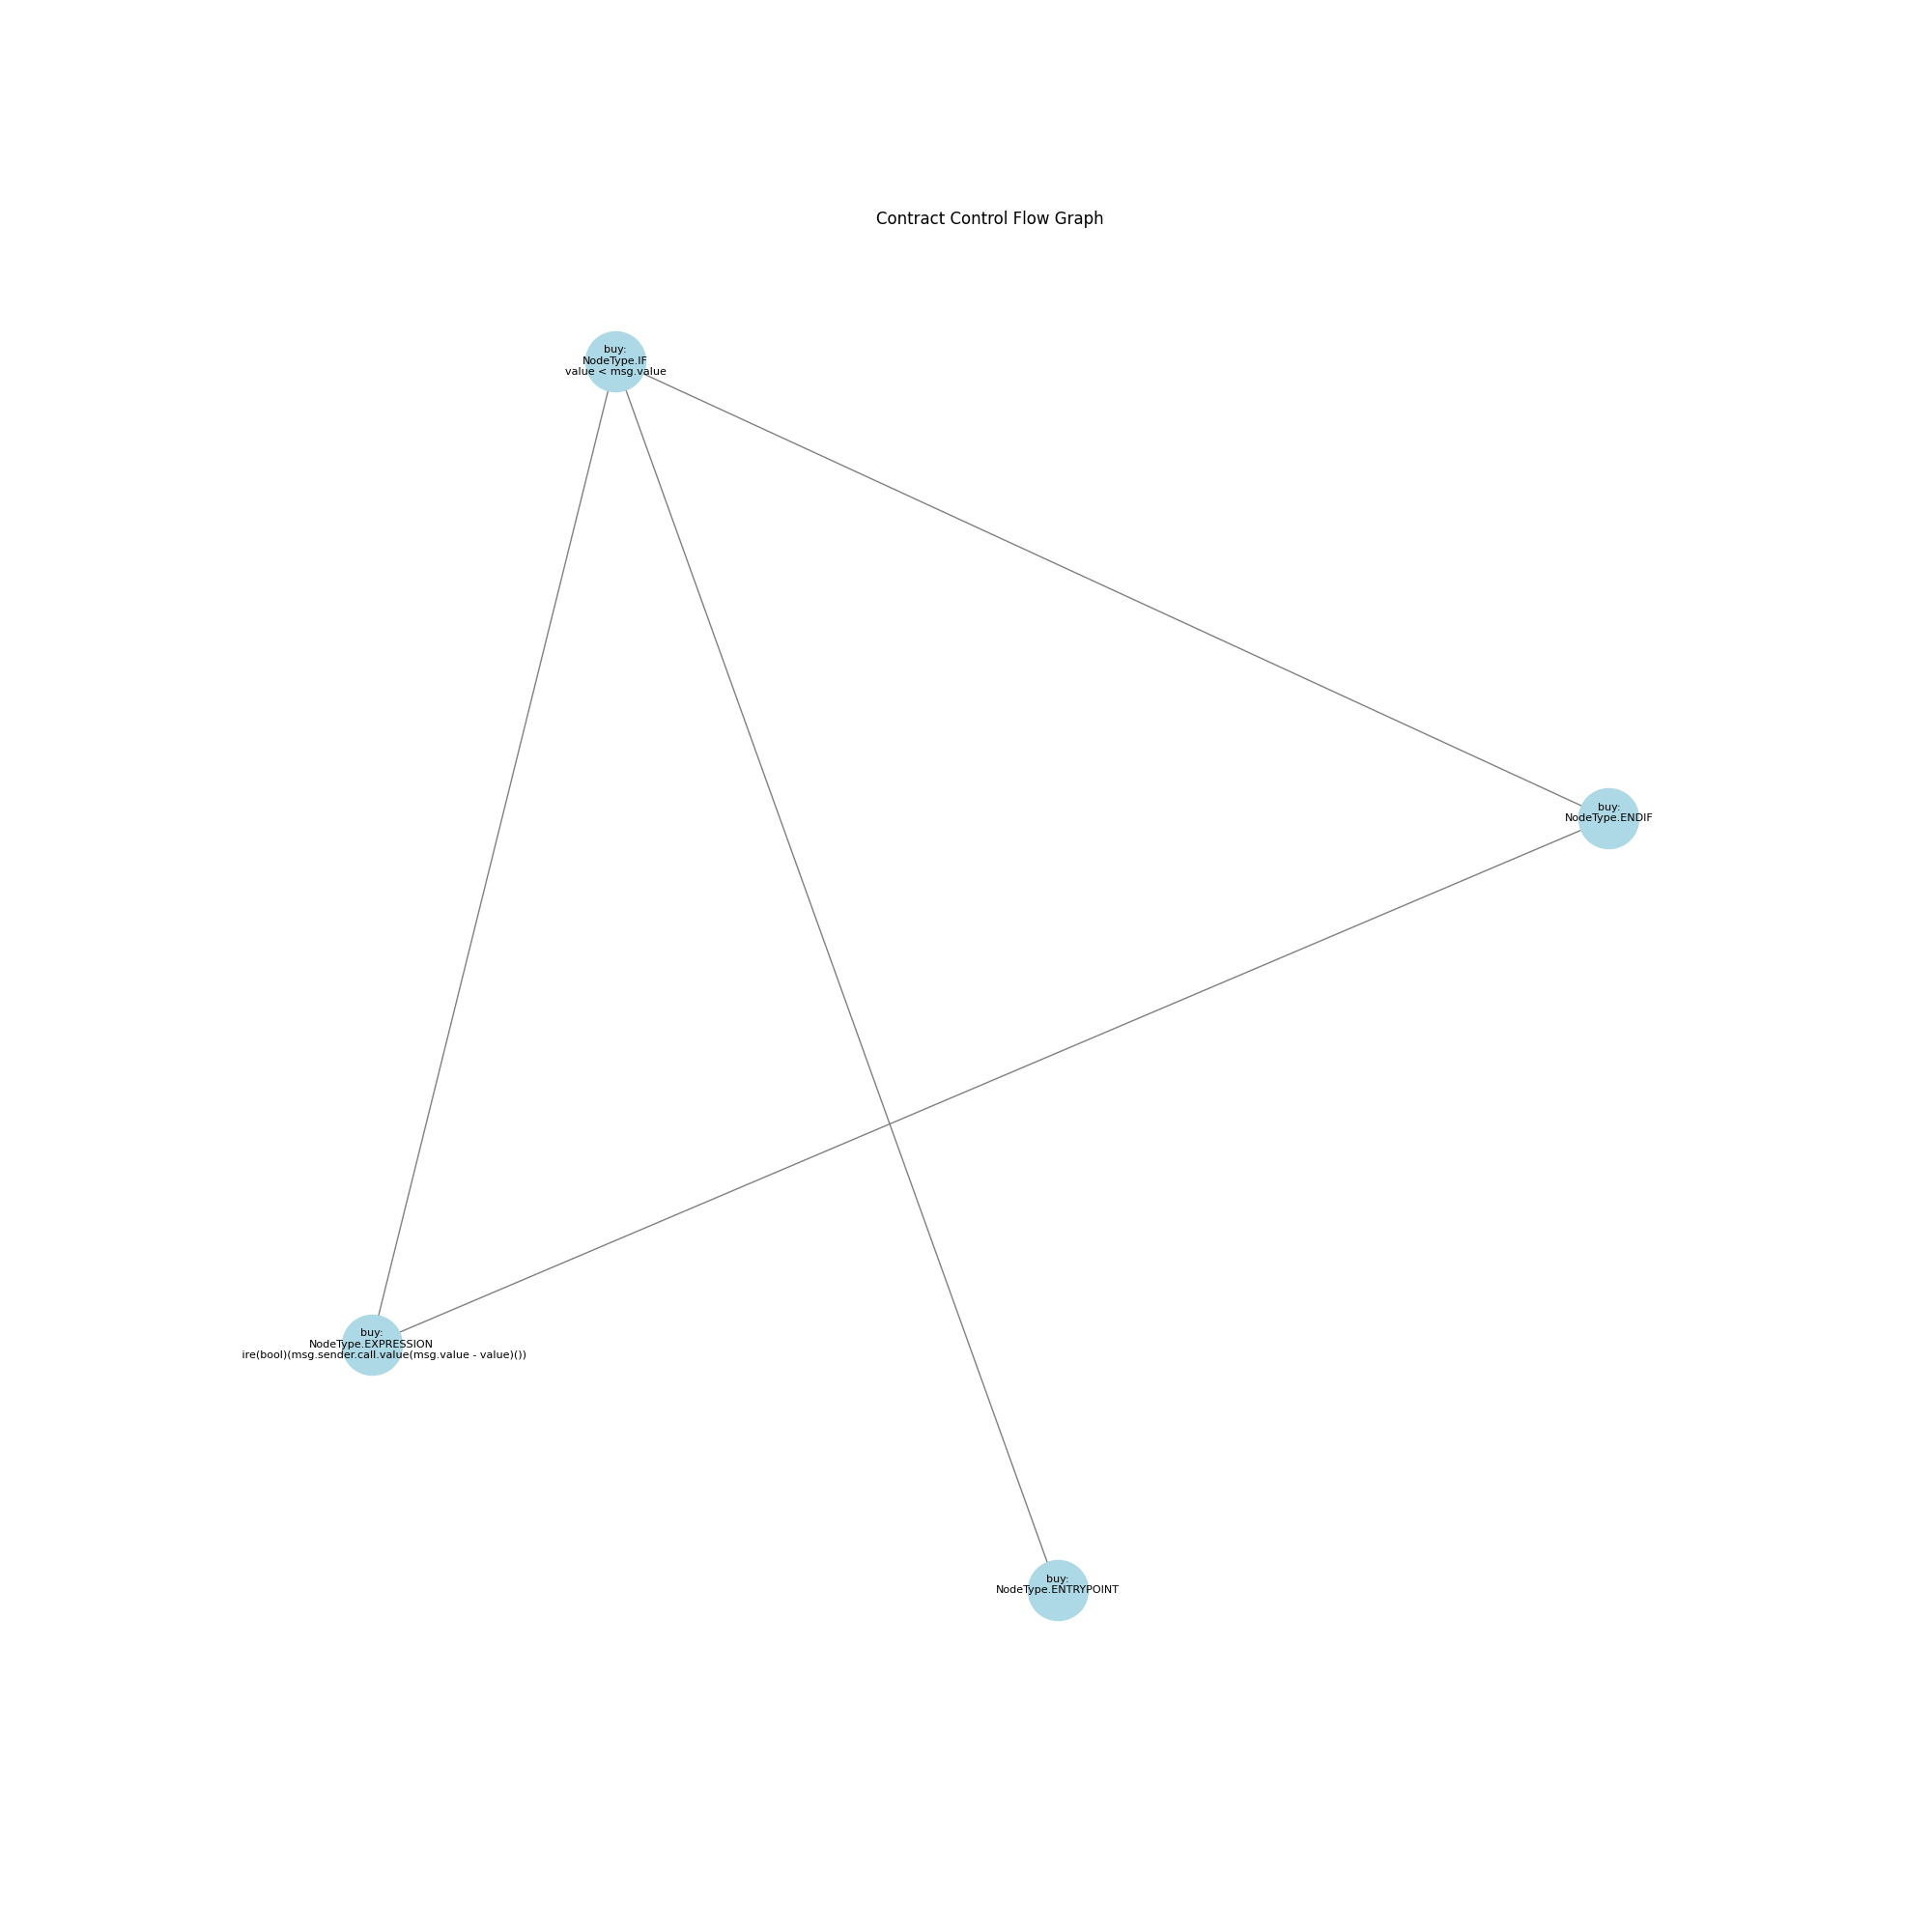 Contract Control Flow Graph
buy:
NodeType.IF
value < msg.value
buy:
NodeType.ENDIF
buy:
NodeType.EXPRESSION
ire(bool)(msg.sender.call.value(msg.value - value)())
buy:
NodeType.ENTRYPOINT